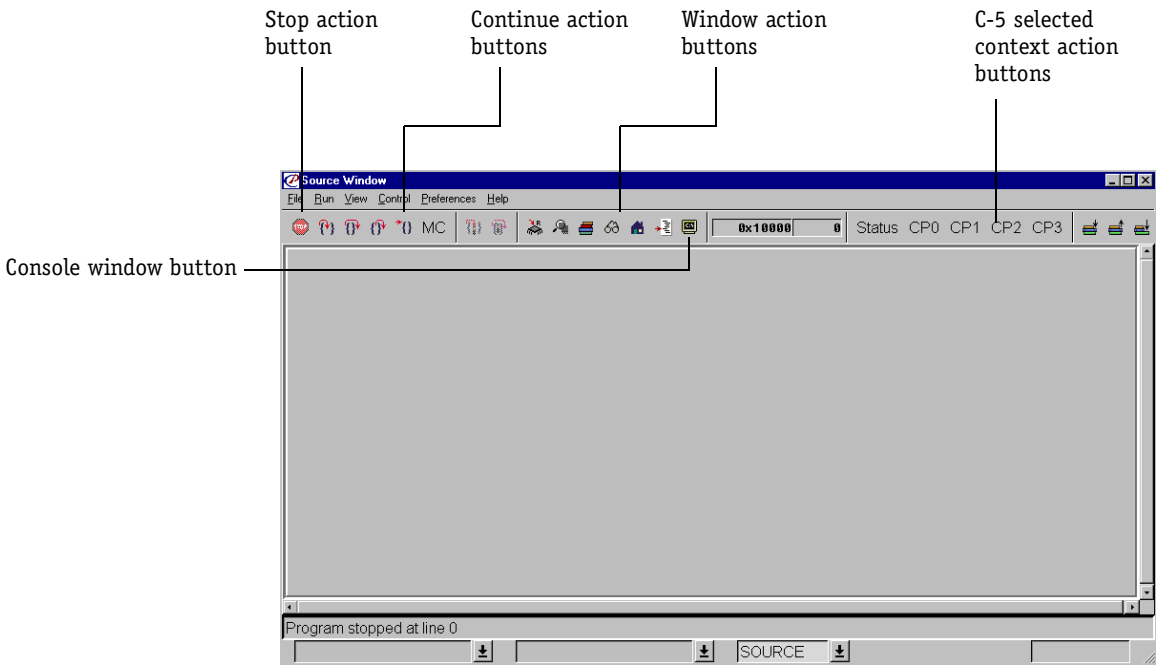 Stop action
button
Continue action
buttons
Window action
buttons
C-5 selected
context action
buttons
Source Window
File Run View Control Preferences Help
STOP MC 0x10000 0 Status CP0 CP1 CP2 CP3
Console window button
Program stopped at line 0
SOURCE